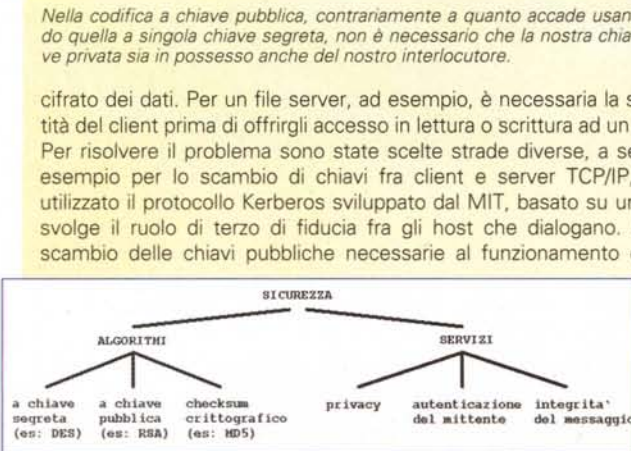 Nella codifica a chiave pubblica, contrariamente a quanto accade usan
do quella a singola chiave segreta, non è necessario che la nostra chia
ve privata sia in possesso anche del nostro interlocutore.
cifrato dei dati. Per un file server, ad esempio, è necessaria la s
tità del client prima di offrirgli accesso in lettura o scrittura ad un
Per risolvere il problema sono state scelte strade diverse, a se
esempio per lo scambio di chiavi fra client e server TCP/IP,
utilizzato il protocollo Kerberos sviluppato dal MIT, basato su un
svolge il ruolo di terzo di fiducia fra gli host che dialogano.
scambio delle chiavi pubbliche necessarie al funzionamento
SICUREZZA
ALGORITMI SERVIZI
a chiave a chiave checksum privacy autenticazione integrita'
segreta pubblica crittografico del mittente del messaggio
(es: DES) (es: RSA) (es: MD5)